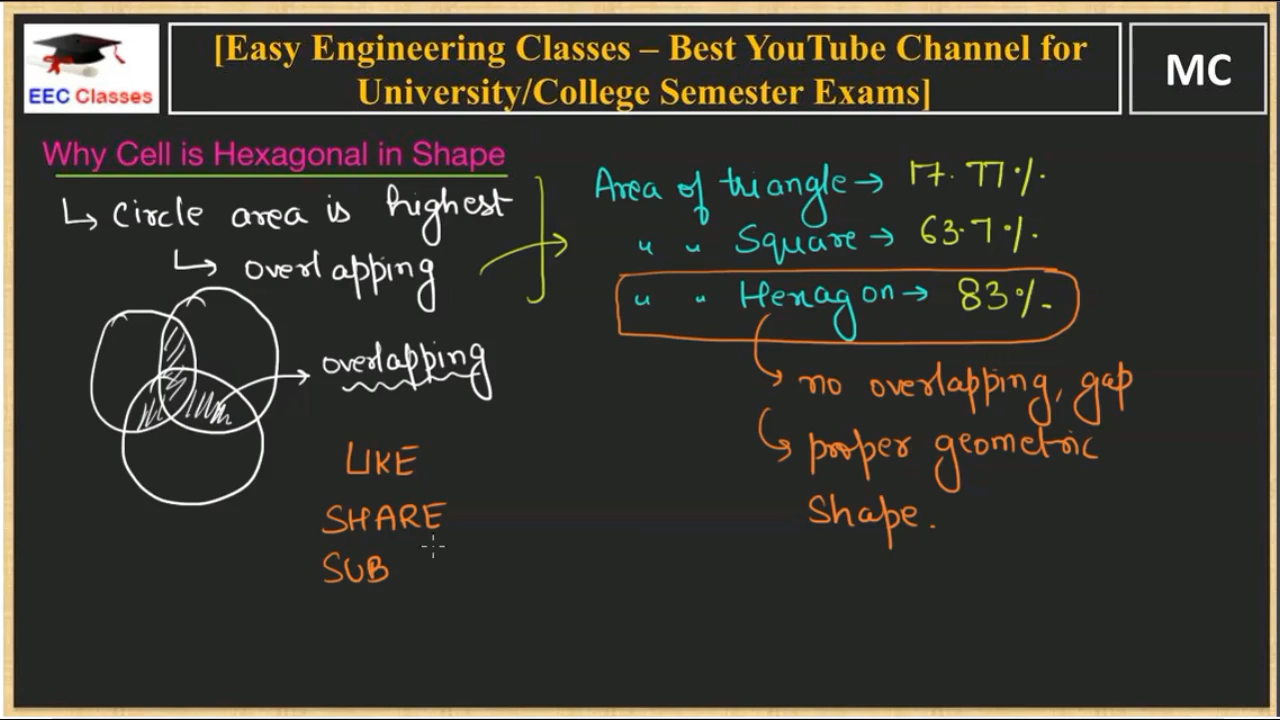 [Easy Engineering Classes – Best YouTube Channel for
University/College Semester Exams]
EEC Classes
MC
Why Cell is Hexagonal in Shape
↳ Circle area is highest
↳ overlapping
overlapping
LIKE
SHARE
SUB
Area of triangle → 17.77%.
" " Square → 63.7%.
" " Hexagon → 83%.
↳ no overlapping, gap
↳ proper geometric
Shape.